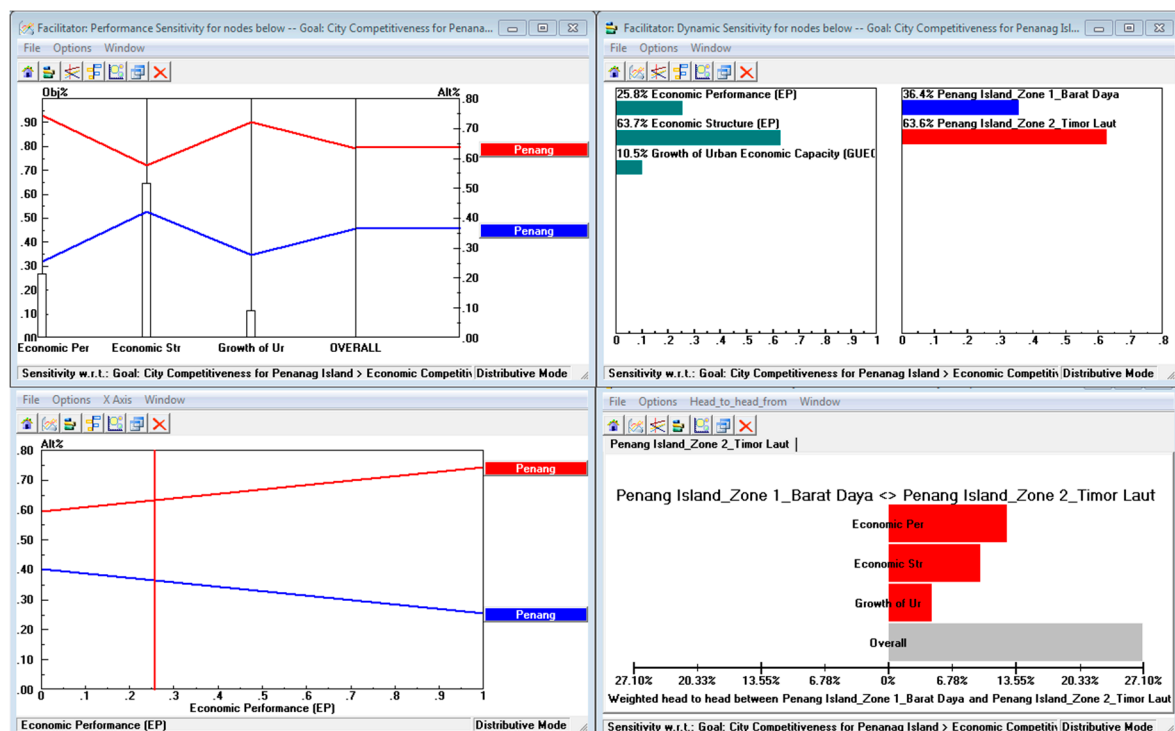 Facilitator: Performance Sensitivity for nodes below -- Goal: City Competitiveness for Penana...
File Options Window
Obj% Alt%
.90
.80
.70
.60
.50
.40
.30
.20
.10
.00
.80
.70
.60
.50
.40
.30
.20
.10
.00
Penang
Penang
Economic Per Economic Str Growth of Ur OVERALL
Sensitivity w.r.t.: Goal: City Competitiveness for Penanag Island > Economic Competitiv Distributive Mode
Facilitator: Dynamic Sensitivity for nodes below -- Goal: City Competitiveness for Penanag Isl...
File Options Window
25.8% Economic Performance (EP)
63.7% Economic Structure (EP)
10.5% Growth of Urban Economic Capacity (GUEC
0 .1 .2 .3 .4 .5 .6 .7 .8 .9 1
36.4% Penang Island_Zone 1_Barat Daya
63.6% Penang Island_Zone 2_Timor Laut
0 .1 .2 .3 .4 .5 .6 .7 .8
Sensitivity w.r.t.: Goal: City Competitiveness for Penanag Island > Economic Competitiv Distributive Mode
File Options X Axis Window
Alt%
.80
.70
.60
.50
.40
.30
.20
.10
.00
Penang
Penang
0 .1 .2 .3 .4 .5 .6 .7 .8 .9 1
Economic Performance (EP)
Economic Performance (EP) Distributive Mode
File Options Head_to_head_from Window
Penang Island_Zone 2_Timor Laut
Penang Island_Zone 1_Barat Daya <> Penang Island_Zone 2_Timor Laut
Economic Per
Economic Str
Growth of Ur
Overall
27.10% 20.33% 13.55% 6.78% 0% 6.78% 13.55% 20.33% 27.10%
Weighted head to head between Penang Island_Zone 1_Barat Daya and Penang Island_Zone 2_Timor Laut
Sensitivity w.r.t.: Goal: City Competitiveness for Penanag Island > Economic Competitiv Distributive Mode